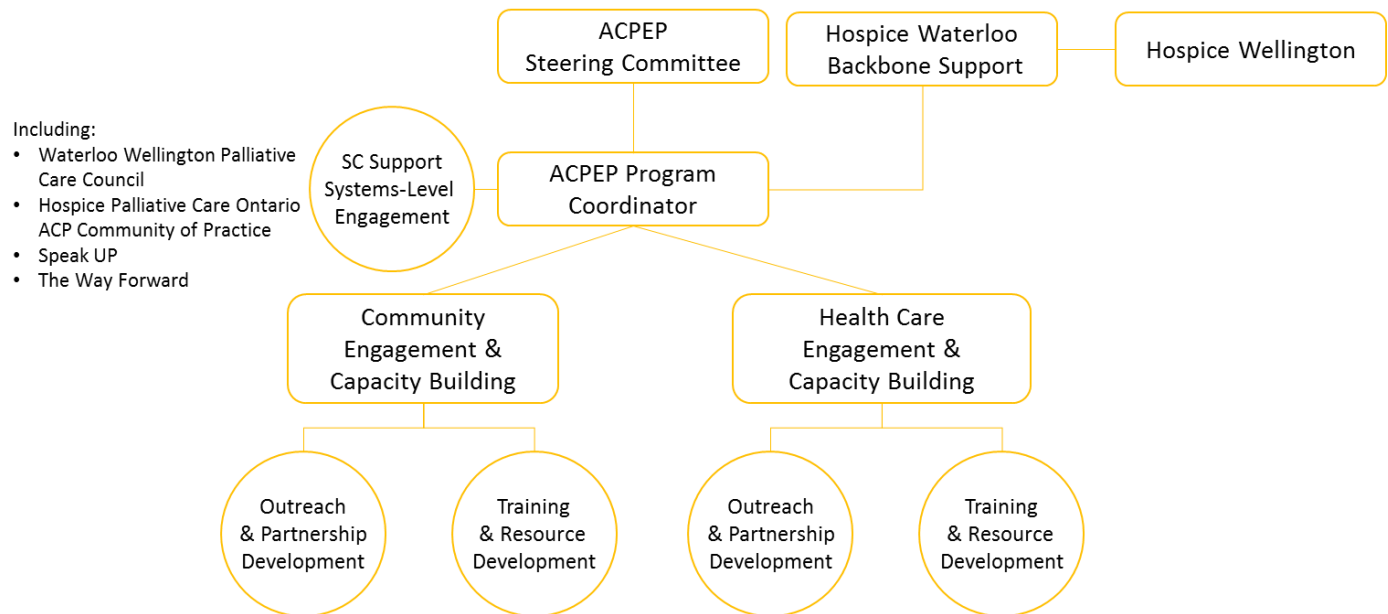 ACPEP
Steering Committee
Hospice Waterloo
Backbone Support
Hospice Wellington
Including:
• Waterloo Wellington Palliative
Care Council
• Hospice Palliative Care Ontario
ACP Community of Practice
• Speak UP
• The Way Forward
SC Support
Systems-Level
Engagement
ACPEP Program
Coordinator
Community
Engagement &
Capacity Building
Health Care
Engagement &
Capacity Building
Outreach
& Partnership
Development
Training
& Resource
Development
Outreach
& Partnership
Development
Training
& Resource
Development